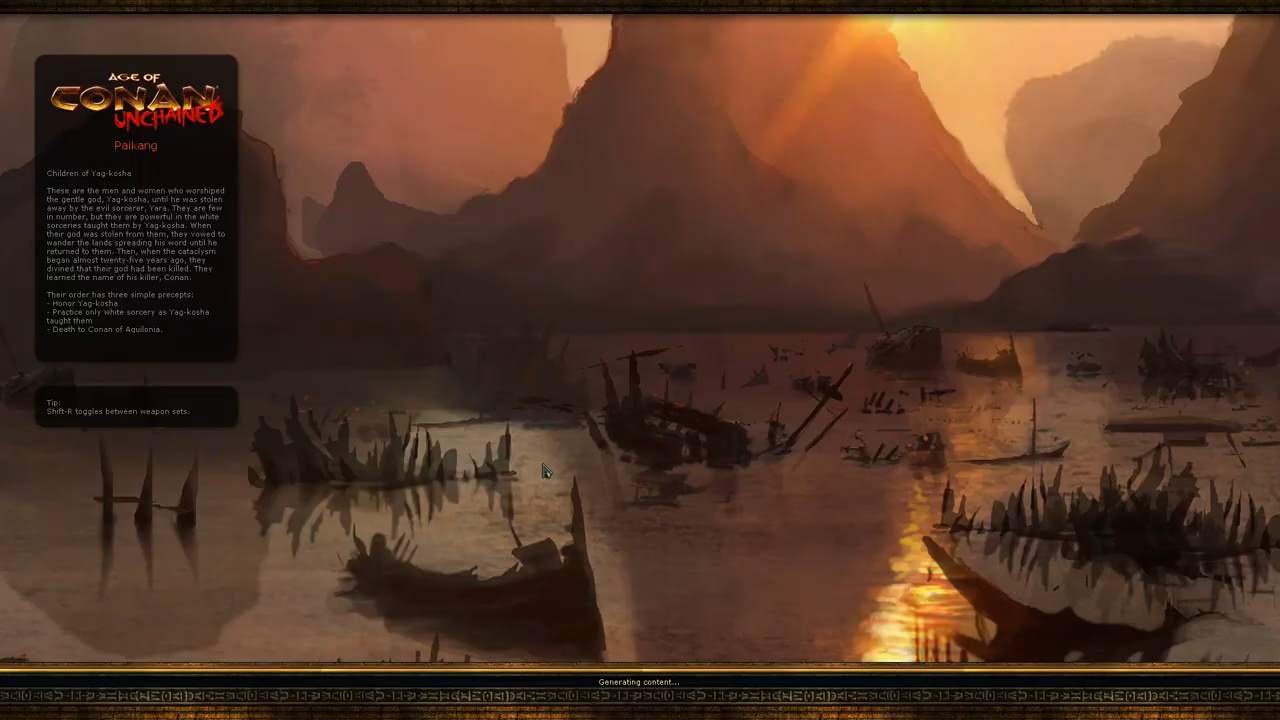 AGE OF
CONAN
UNCHAINED
Paikang
Children of Yag-kosha
These are the men and women who worshiped
the gentle god, Yag-kosha, until he was stolen
away by the evil sorcerer, Yara. They are few
in number, but they are powerful in the white
sorceries taught them by Yag-kosha. When
their god was stolen from them, they vowed to
wander the lands spreading his word until he
returned to them. Then, when the cataclysm
began almost twenty-five years ago, they
divined that their god had been killed. They
learned the name of his killer, Conan.
Their order has three simple precepts:
- Honor Yag-kosha
- Practice only white sorcery as Yag-kosha
taught them
- Death to Conan of Aquilonia.
Tip:
Shift-R toggles between weapon sets.
Generating content...